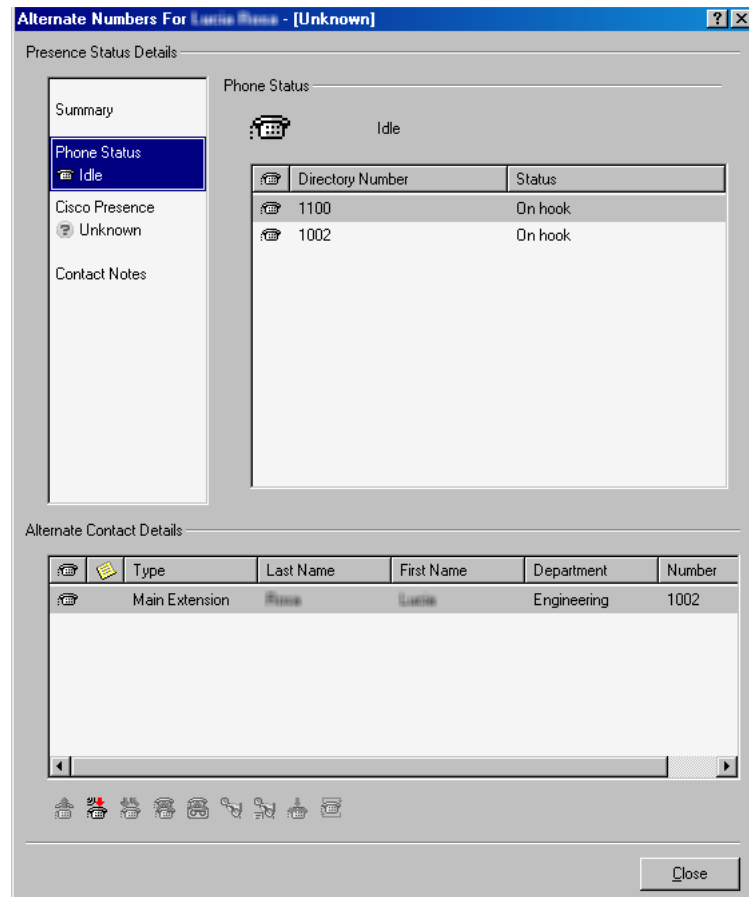 Alternate Numbers For - [Unknown]
Presence Status Details
Summary
Phone Status
Idle
Cisco Presence
Unknown
Contact Notes
Phone Status
Idle
Directory Number Status
1100 On hook
1002 On hook
Alternate Contact Details
Type Last Name First Name Department Number
Main Extension Engineering 1002
Close